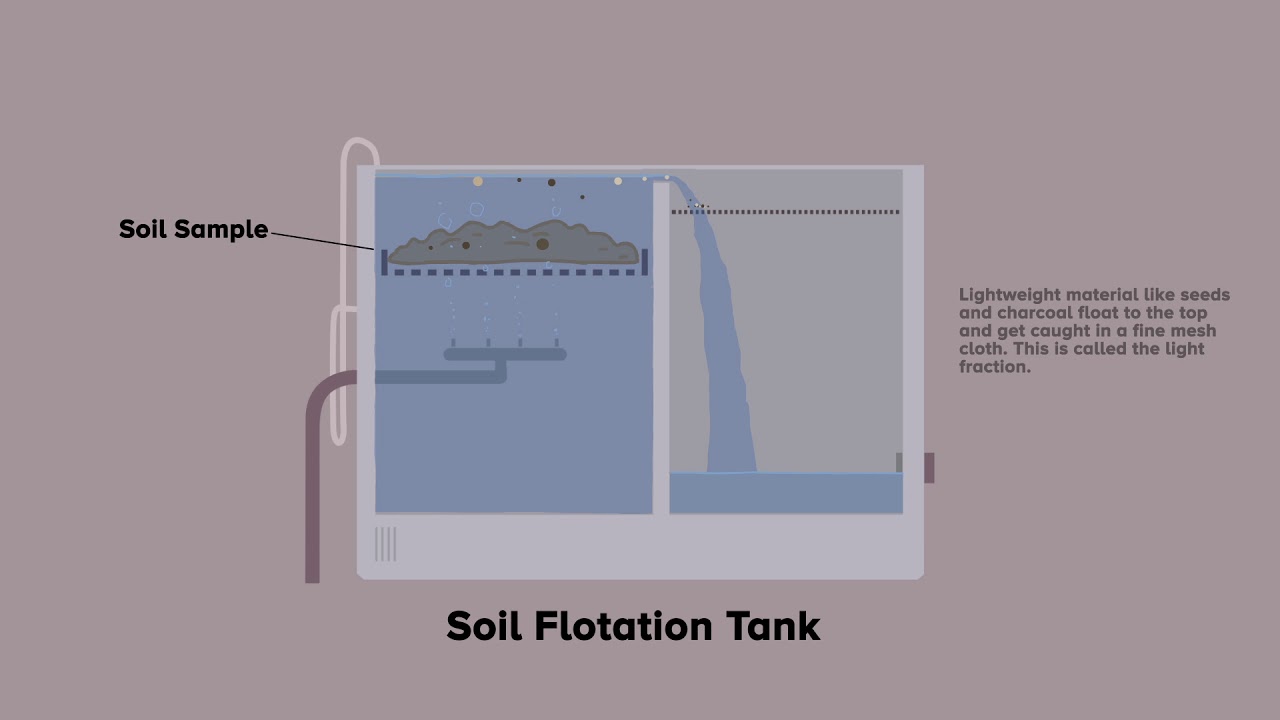 Soil Sample
Lightweight material like seeds
and charcoal float to the top
and get caught in a fine mesh
cloth. This is called the light
fraction.
Soil Flotation Tank